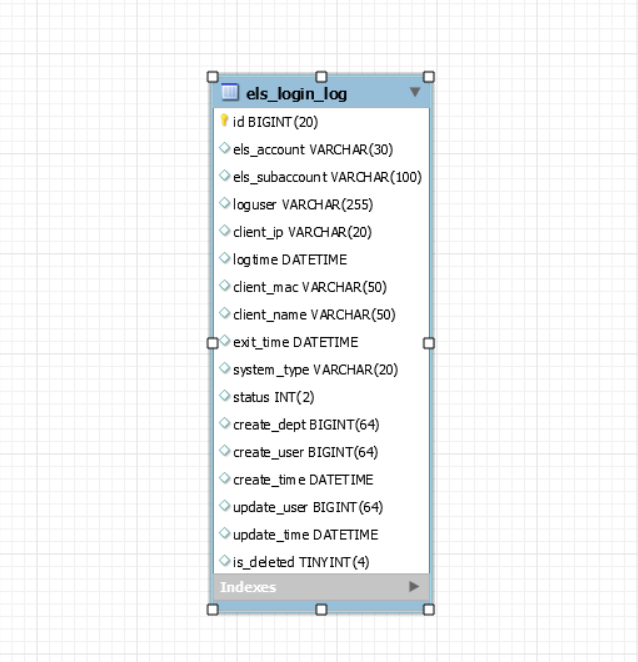 els_login_log
id BIGINT(20)
els_account VARCHAR(30)
els_subaccount VARCHAR(100)
loguser VARCHAR(255)
client_ip VARCHAR(20)
logtime DATETIME
client_mac VARCHAR(50)
client_name VARCHAR(50)
exit_time DATETIME
system_type VARCHAR(20)
status INT(2)
create_dept BIGINT(64)
create_user BIGINT(64)
create_time DATETIME
update_user BIGINT(64)
update_time DATETIME
is_deleted TINYINT(4)
Indexes